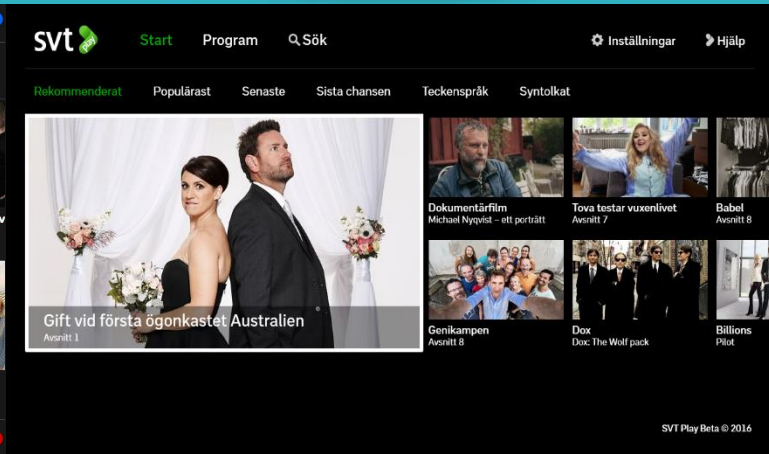 svt play
Start Program Sök
Inställningar Hjälp
Rekommenderat Populärast Senaste Sista chansen Teckenspråk Syntolkat
Gift vid första ögonkastet Australien
Avsnitt 1
Dokumentärfilm
Michael Nyqvist – ett porträtt
Tova testar vuxenlivet
Avsnitt 7
Babel
Avsnitt 8
Genikampen
Avsnitt 8
Dox
Dox: The Wolf pack
Billions
Pilot
SVT Play Beta © 2016